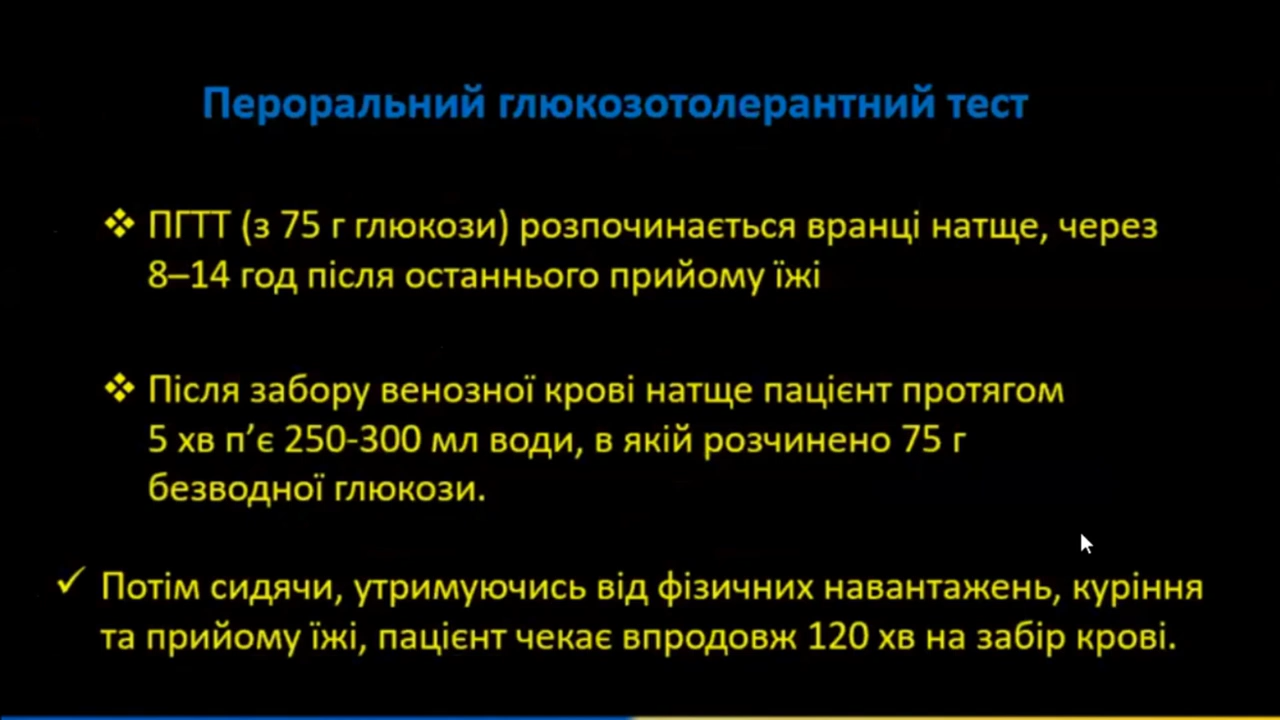 Пероральний глюкозотолерантний тест
❖ ПГТТ (з 75 г глюкози) розпочинається вранці натще, через
8–14 год після останнього прийому їжі
❖ Після забору венозної крові натще пацієнт протягом
5 хв п’є 250-300 мл води, в якій розчинено 75 г
безводної глюкози.
✓ Потім сидячи, утримуючись від фізичних навантажень, куріння
та прийому їжі, пацієнт чекає впродовж 120 хв на забір крові.